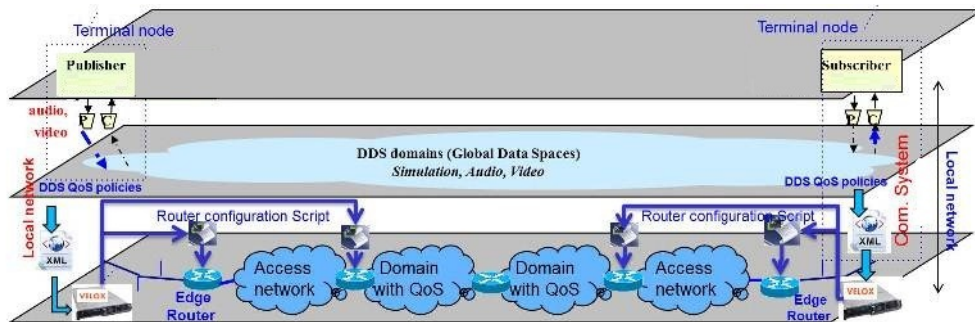 Terminal node
Terminal node
Publisher
Subscriber
audio,
video
P
C
P
C
DDS domains (Global Data Spaces)
Simulation, Audio, Video
DDS QoS policies
DDS QoS policies
Local network
Com. System
Local network
Router configuration Script
Router configuration Script
XML
XML
Access
network
Domain
with QoS
Domain
with QoS
Access
network
VELOX
VELOX
Edge
Router
Edge
Router